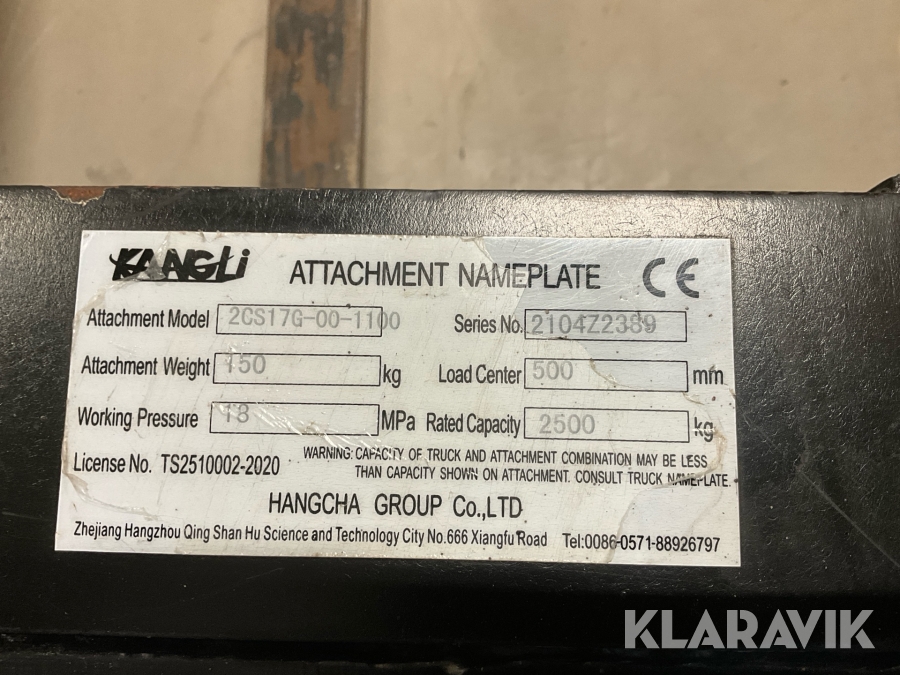 KANGLI ATTACHMENT NAMEPLATE CE
Attachment Model 2CS17G-00-1100 Series No. 2104Z2389
Attachment Weight 150 kg Load Center 500 mm
Working Pressure 18 MPa Rated Capacity 2500 kg
License No. TS2510002-2020
WARNING: CAPACITY OF TRUCK AND ATTACHMENT COMBINATION MAY BE LESS
THAN CAPACITY SHOWN ON ATTACHMENT. CONSULT TRUCK NAMEPLATE.
HANGCHA GROUP Co.,LTD
Zhejiang Hangzhou Qing Shan Hu Science and Technology City No.666 Xiangfu Road Tel:0086-0571-88926797
KLARAVIK